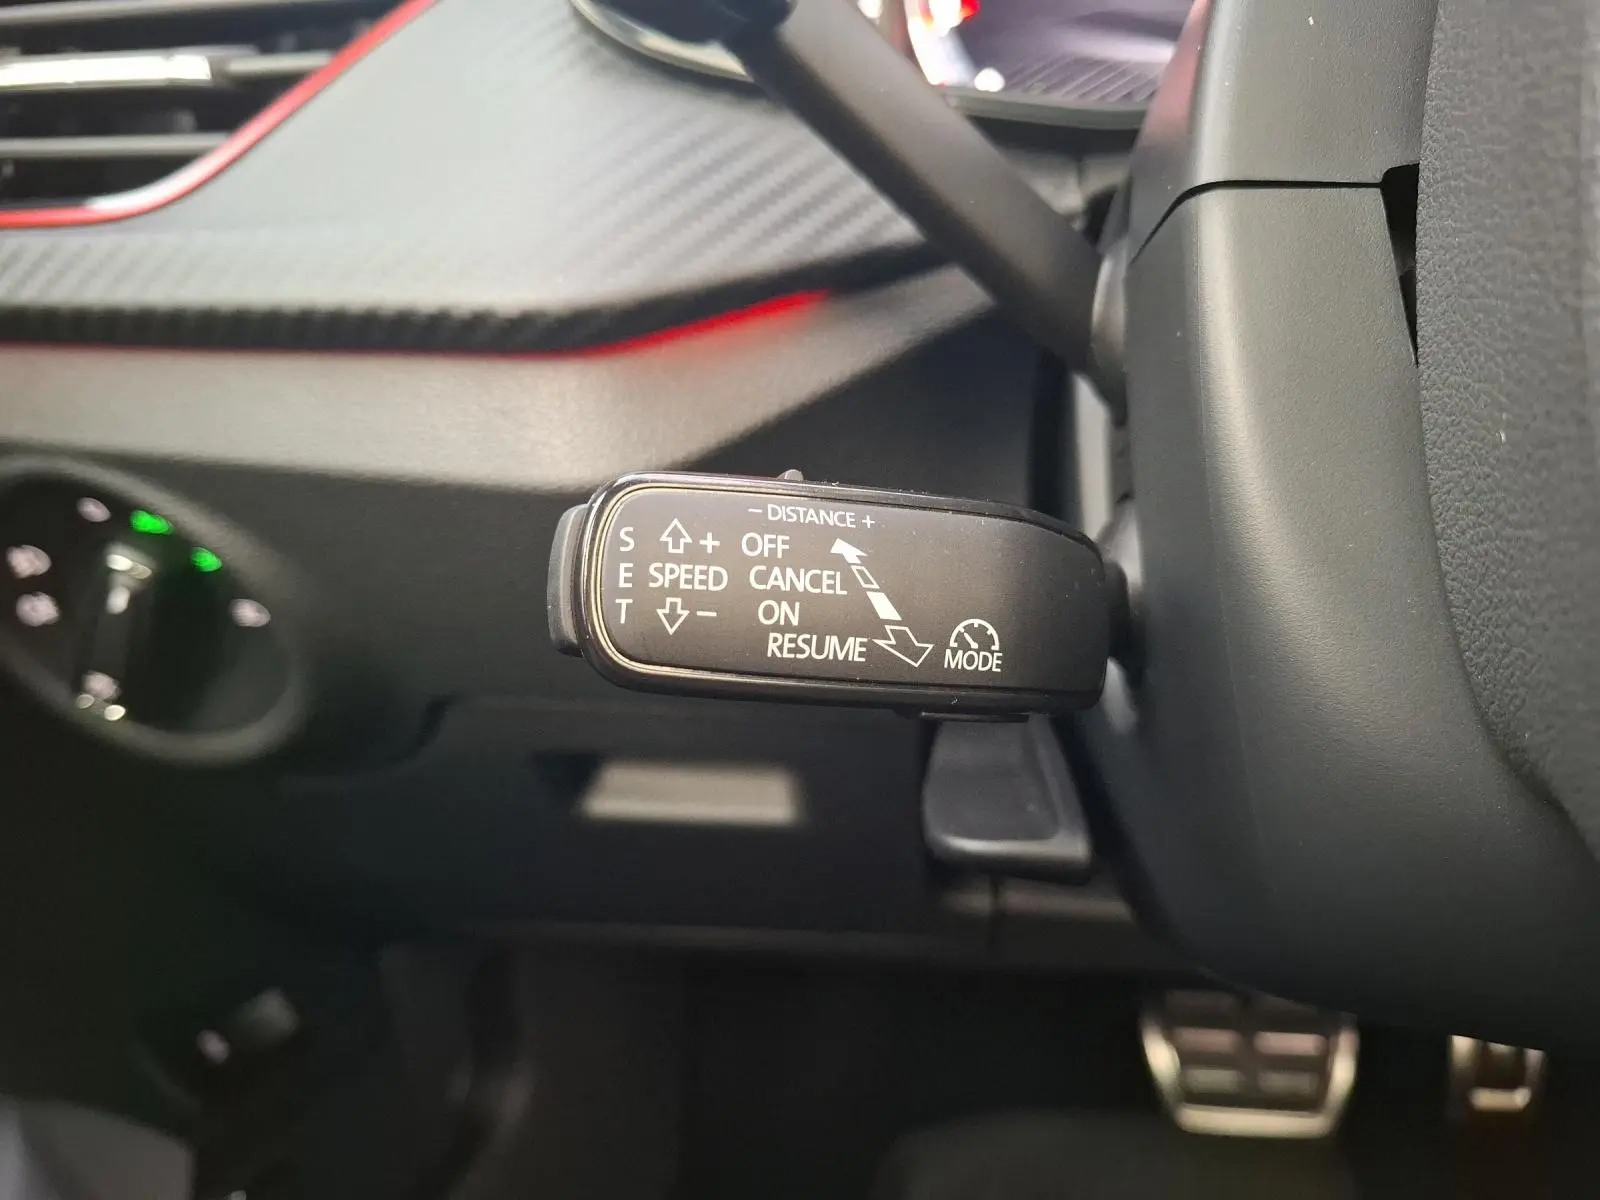 − DISTANCE +
S + OFF
E SPEED CANCEL
T − ON
RESUME
MODE